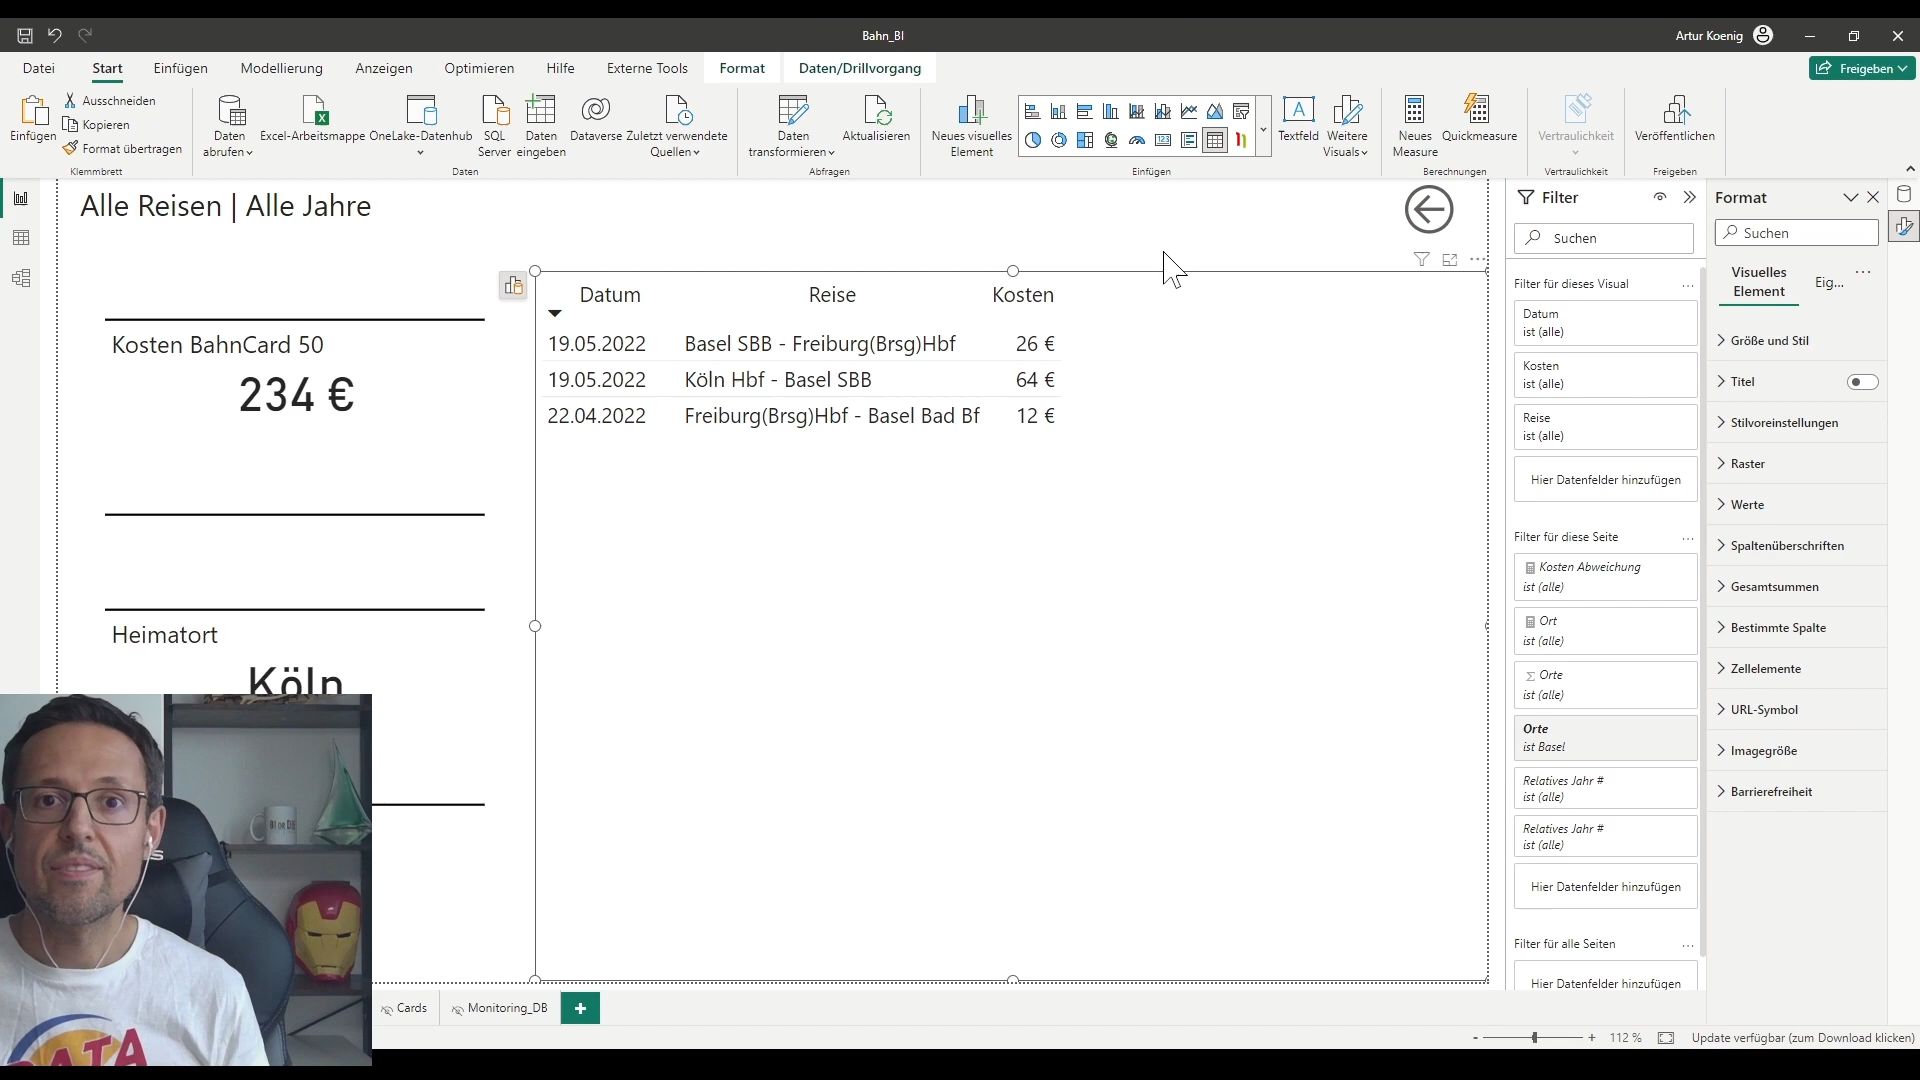 Bahn_BI
Artur Koenig
Datei
Start
Einfügen
Modellierung
Anzeigen
Optimieren
Hilfe
Externe Tools
Format
Daten/Drillvorgang
Freigeben
Einfügen
Ausschneiden
Kopieren
Format übertragen
Klemmbrett
Daten
abrufen
Excel-Arbeitsmappe
OneLake-Datenhub
SQL
Server
Daten
eingeben
Dataverse
Zuletzt verwendete
Quellen
Daten
Daten
transformieren
Aktualisieren
Abfragen
Neues visuelles
Element
Textfeld
Weitere
Visuals
Einfügen
Neues
Measure
Quickmeasure
Berechnungen
Vertraulichkeit
Vertraulichkeit
Veröffentlichen
Freigeben
Alle Reisen | Alle Jahre
Kosten BahnCard 50
234 €
Heimatort
Köln
Datum Reise Kosten
19.05.2022 Basel SBB - Freiburg(Brsg)Hbf 26 €
19.05.2022 Köln Hbf - Basel SBB 64 €
22.04.2022 Freiburg(Brsg)Hbf - Basel Bad Bf 12 €
Filter
Suchen
Filter für dieses Visual
Datum
ist (alle)
Kosten
ist (alle)
Reise
ist (alle)
Hier Datenfelder hinzufügen
Filter für diese Seite
Kosten Abweichung
ist (alle)
Ort
ist (alle)
Orte
ist (alle)
Orte
ist Basel
Relatives Jahr #
ist (alle)
Relatives Jahr #
ist (alle)
Hier Datenfelder hinzufügen
Filter für alle Seiten
Hier Datenfelder hinzufügen
Format
Suchen
Visuelles
Element
Eig...
Größe und Stil
Titel
Stilvoreinstellungen
Raster
Werte
Spaltenüberschriften
Gesamtsummen
Bestimmte Spalte
Zellelemente
URL-Symbol
Imagegröße
Barrierefreiheit
BI OR DIE
DATA
Cards
Monitoring_DB
112 %
Update verfügbar (zum Download klicken)